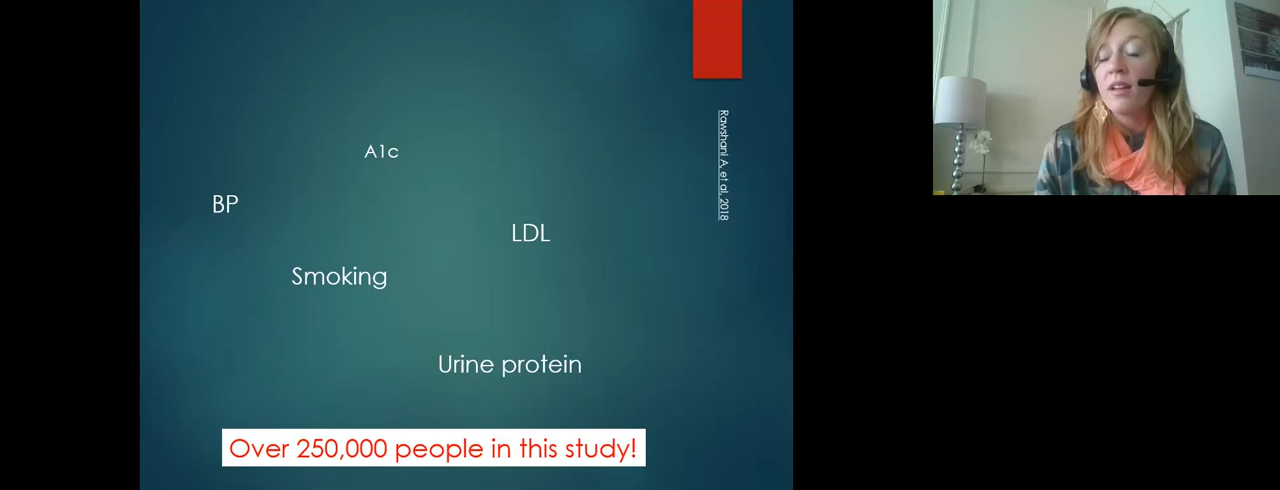 A1c
BP
LDL
Smoking
Urine protein
Over 250,000 people in this study!
Rawshani A, et al, 2018